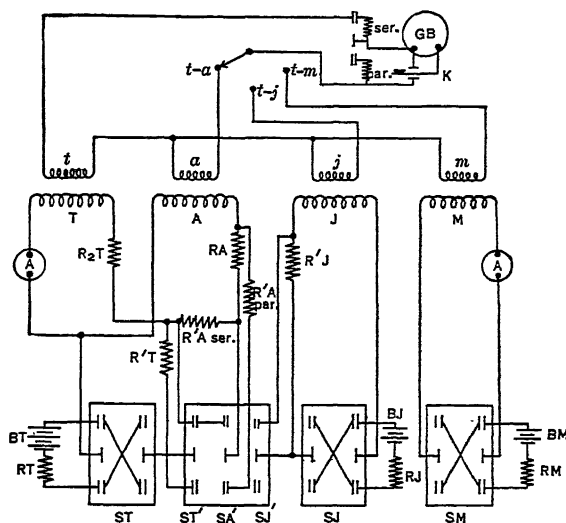 ser.
GB
par.
K
t-a
t-m
t-j
t
a
j
m
T
A
J
M
A
R₂T
RA
R'J
A
R'A
par.
R'A ser.
R'T
BT
RT
BJ
RJ
BM
RM
ST
ST'
SA'
SJ'
SJ
SM